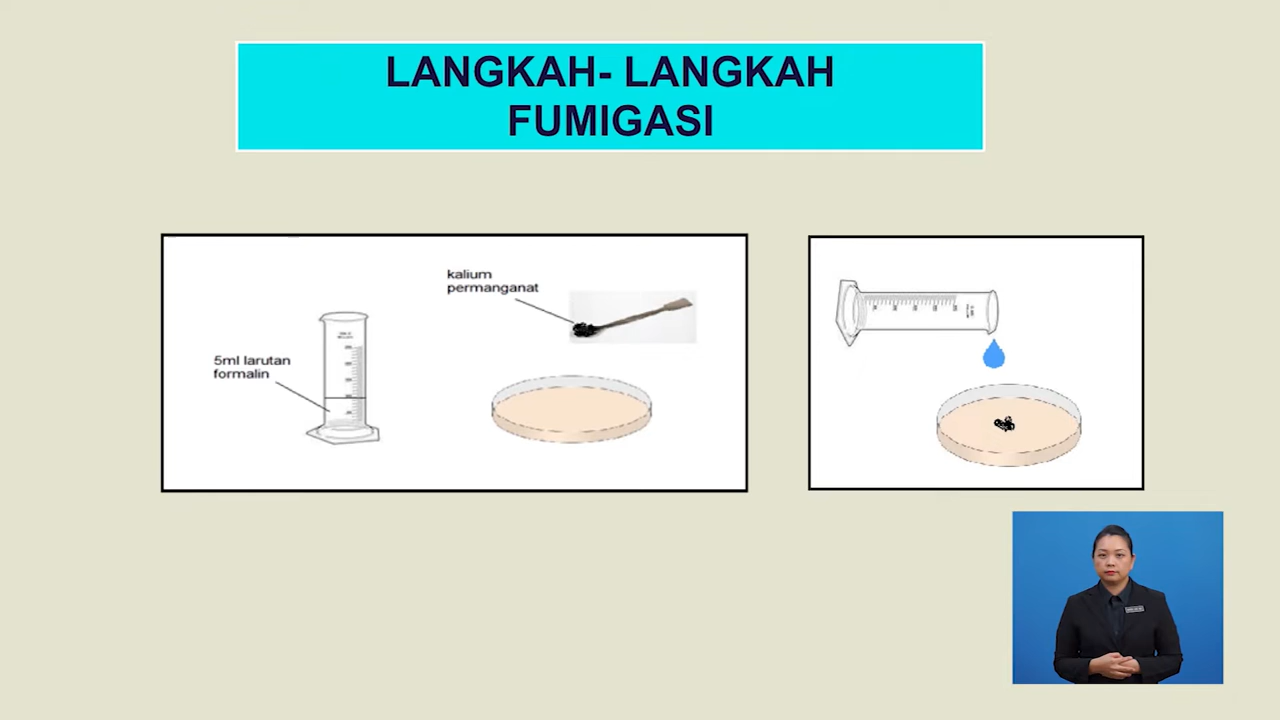 LANGKAH- LANGKAH
FUMIGASI
kalium
permanganat
5ml larutan
formalin